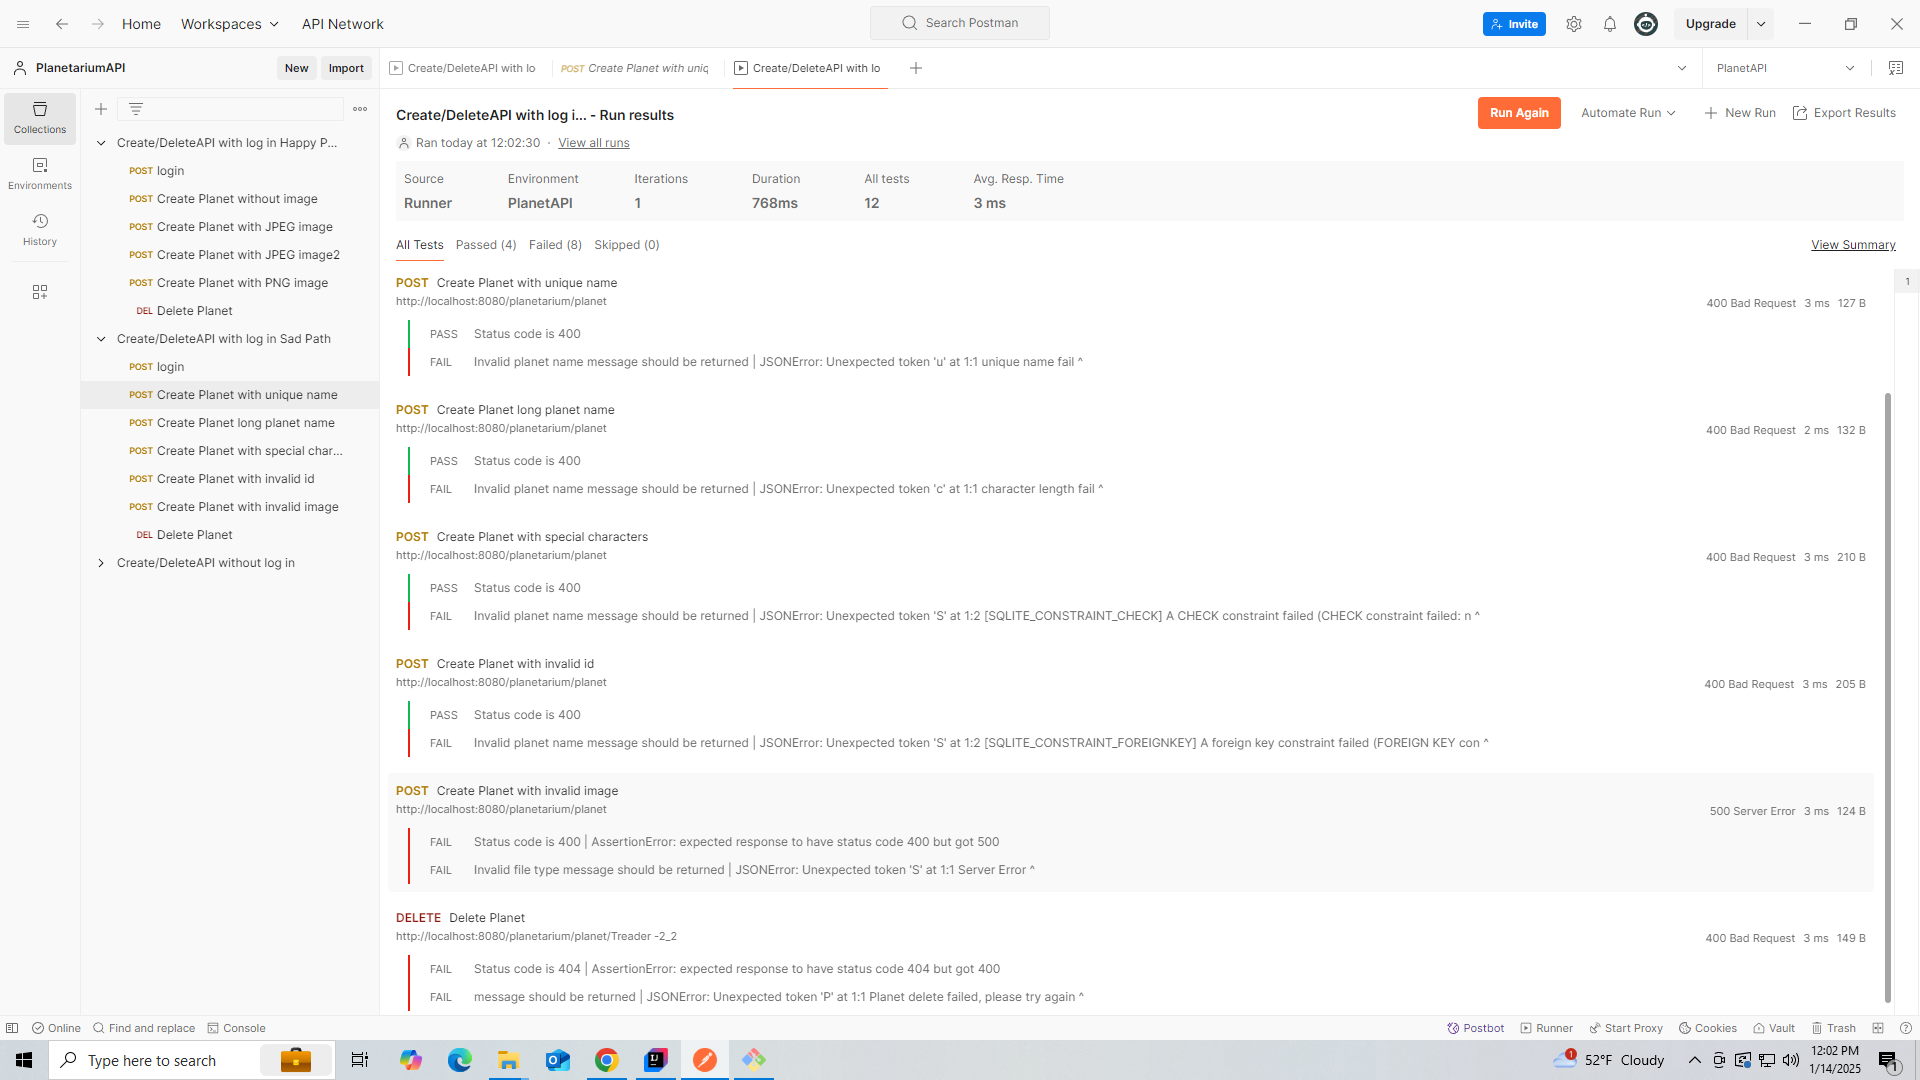 Home
Workspaces
API Network
Search Postman
Invite
Upgrade
PlanetariumAPI
New
Import
Create/DeleteAPI with lo
POST Create Planet with uniq
Create/DeleteAPI with lo
PlanetAPI
Collections
Environments
History
Create/DeleteAPI with log in Happy P...
POST login
POST Create Planet without image
POST Create Planet with JPEG image
POST Create Planet with JPEG image2
POST Create Planet with PNG image
DEL Delete Planet
Create/DeleteAPI with log in Sad Path
POST login
POST Create Planet with unique name
POST Create Planet long planet name
POST Create Planet with special char...
POST Create Planet with invalid id
POST Create Planet with invalid image
DEL Delete Planet
Create/DeleteAPI without log in
Create/DeleteAPI with log i... - Run results
Run Again
Automate Run
New Run
Export Results
Ran today at 12:02:30 · View all runs
Source Environment Iterations Duration All tests Avg. Resp. Time
Runner PlanetAPI 1 768ms 12 3 ms
All Tests Passed (4) Failed (8) Skipped (0)
View Summary
1
POST Create Planet with unique name
http://localhost:8080/planetarium/planet
400 Bad Request 3 ms 127 B
PASS Status code is 400
FAIL Invalid planet name message should be returned | JSONError: Unexpected token 'u' at 1:1 unique name fail ^
POST Create Planet long planet name
http://localhost:8080/planetarium/planet
400 Bad Request 2 ms 132 B
PASS Status code is 400
FAIL Invalid planet name message should be returned | JSONError: Unexpected token 'c' at 1:1 character length fail ^
POST Create Planet with special characters
http://localhost:8080/planetarium/planet
400 Bad Request 3 ms 210 B
PASS Status code is 400
FAIL Invalid planet name message should be returned | JSONError: Unexpected token 'S' at 1:2 [SQLITE_CONSTRAINT_CHECK] A CHECK constraint failed (CHECK constraint failed: n ^
POST Create Planet with invalid id
http://localhost:8080/planetarium/planet
400 Bad Request 3 ms 205 B
PASS Status code is 400
FAIL Invalid planet name message should be returned | JSONError: Unexpected token 'S' at 1:2 [SQLITE_CONSTRAINT_FOREIGNKEY] A foreign key constraint failed (FOREIGN KEY con ^
POST Create Planet with invalid image
http://localhost:8080/planetarium/planet
500 Server Error 3 ms 124 B
FAIL Status code is 400 | AssertionError: expected response to have status code 400 but got 500
FAIL Invalid file type message should be returned | JSONError: Unexpected token 'S' at 1:1 Server Error ^
DELETE Delete Planet
http://localhost:8080/planetarium/planet/Treader -2_2
400 Bad Request 3 ms 149 B
FAIL Status code is 404 | AssertionError: expected response to have status code 404 but got 400
FAIL message should be returned | JSONError: Unexpected token 'P' at 1:1 Planet delete failed, please try again ^
Online
Find and replace
Console
Postbot
Runner
Start Proxy
Cookies
Vault
Trash
Type here to search
1
52°F Cloudy
12:02 PM
1/14/2025
1